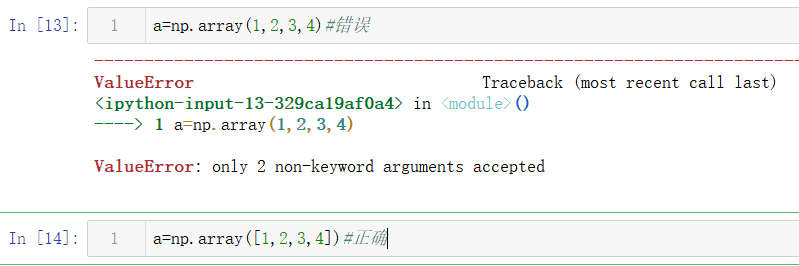 In [13]:
1 a=np.array(1,2,3,4)#错误
---------------------------------------------------------------------------
ValueError Traceback (most recent call last)
<ipython-input-13-329ca19af0a4> in <module>()
----> 1 a=np.array(1,2,3,4)
ValueError: only 2 non-keyword arguments accepted
In [14]:
1 a=np.array([1,2,3,4])#正确